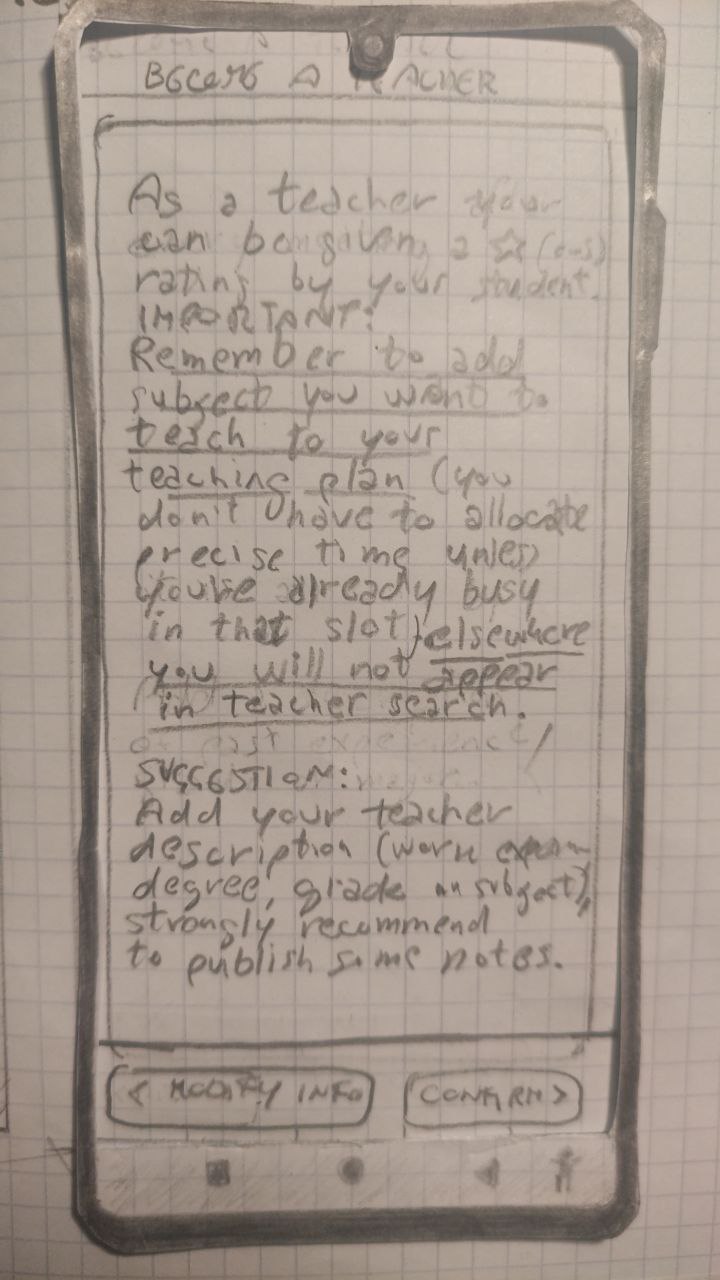 BECOME A TEACHER
As a teacher you
can be given a ☆ (0-5)
rating by your student.
IMPORTANT:
Remember to add
subject you want to
teach to your
teaching plan (you
don't have to allocate
precise time unless
you're already busy
in that slot) elsewhere
you will not appear
in teacher search.
SUGGESTION:
Add your teacher
description (work
degree, grade on subject),
strongly recommend
to publish some notes.
< MODIFY INFO
CONFIRM >